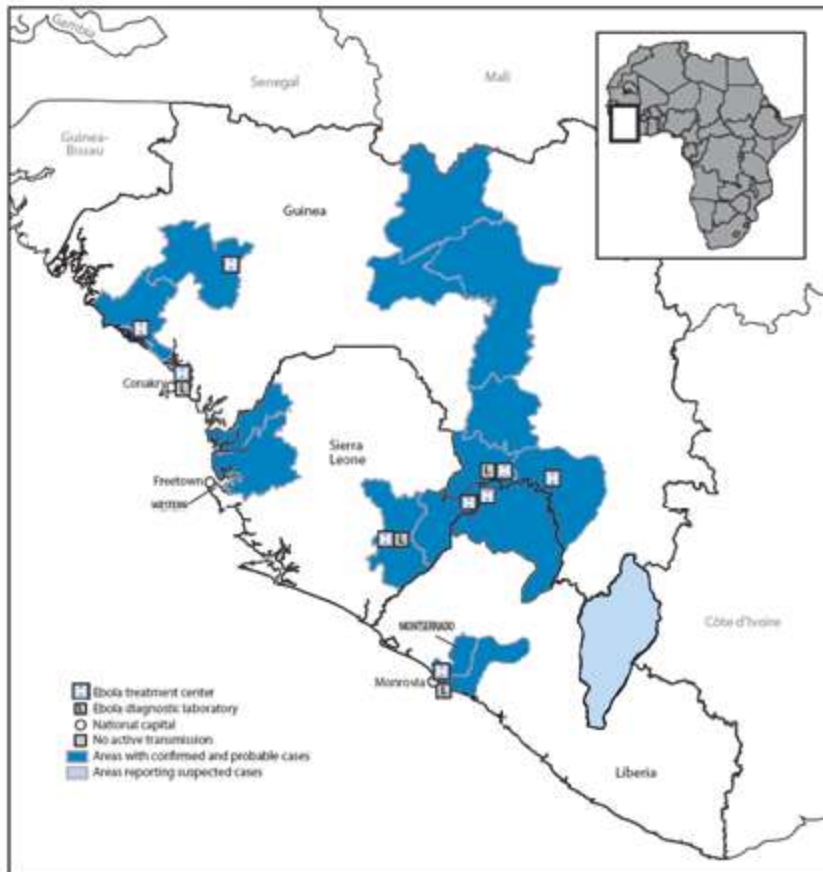 Gambia
Senegal
Mali
Guinea-
Bissau
Guinea
Conakry
L
Sierra
Leone
Freetown
WESTERN
L
L
Côte d'Ivoire
MONTSERRADO
Monrovia
L
Ebola treatment center
L Ebola diagnostic laboratory
National capital
No active transmission
Areas with confirmed and probable cases
Areas reporting suspected cases
Liberia